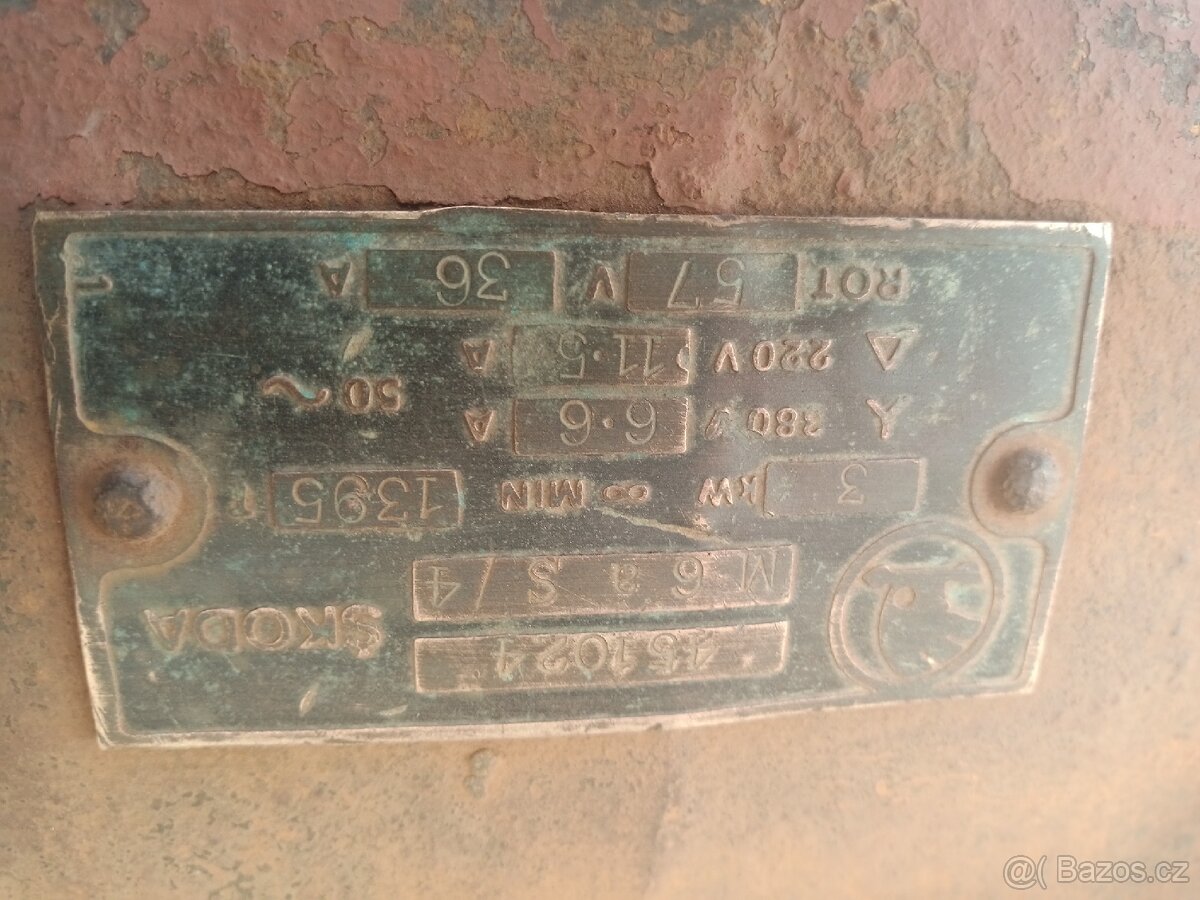 451024
ŠKODA
M 6 a S/4
3 kW ∞ MIN 1395
380 V 6·6 A
50 ~
220 V 11·5 A
ROT 57 V 36 A
1
@( Bazos.cz